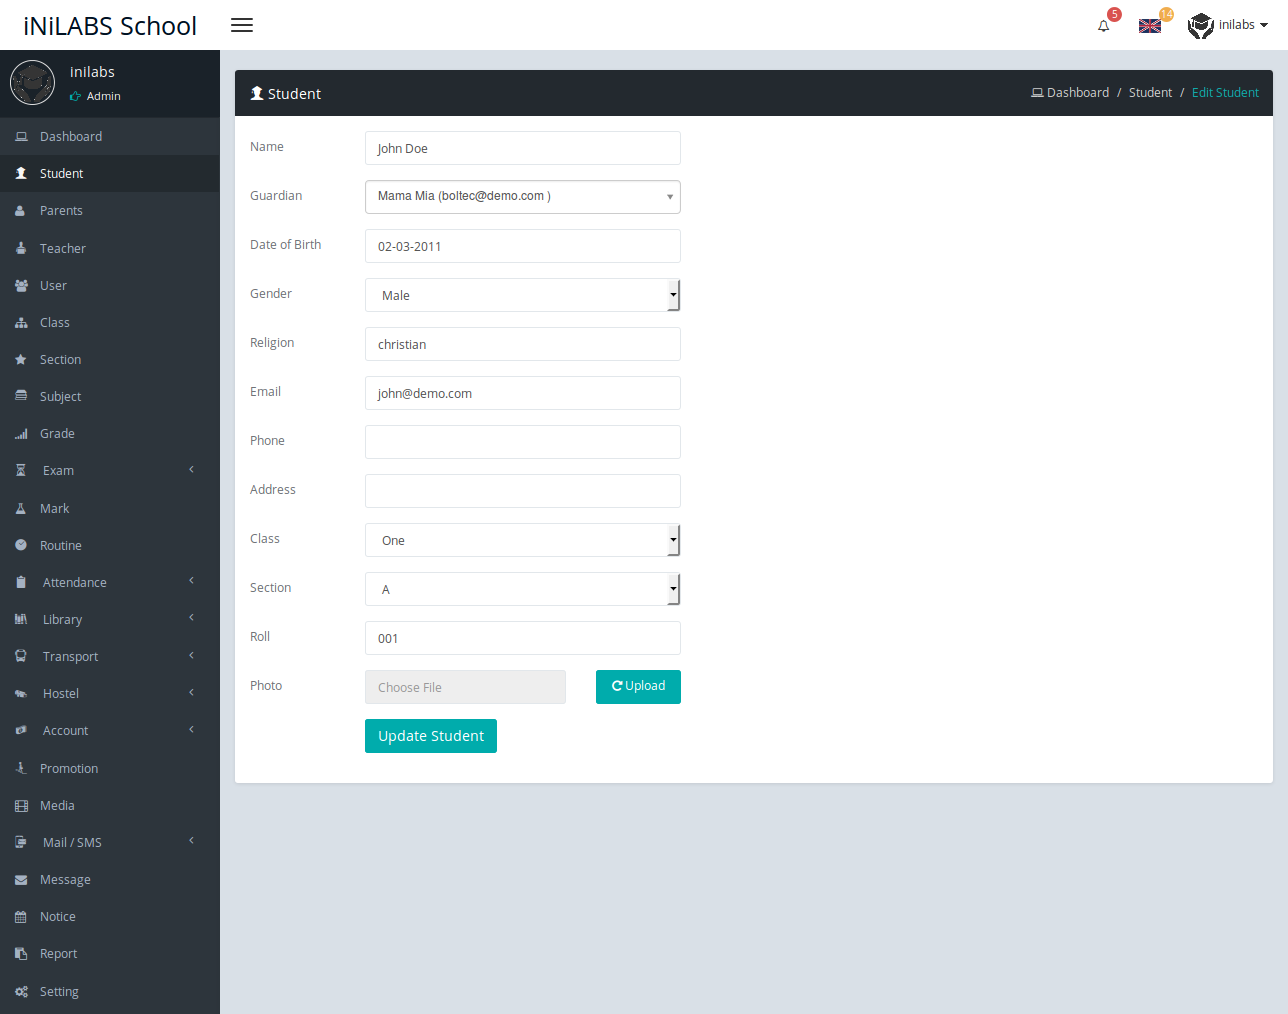 iNiLABS School
5
14
inilabs
inilabs
Admin
Dashboard
Student
Parents
Teacher
User
Class
Section
Subject
Grade
Exam
Mark
Routine
Attendance
Library
Transport
Hostel
Account
Promotion
Media
Mail / SMS
Message
Notice
Report
Setting
Student
Dashboard / Student / Edit Student
Name John Doe
Guardian Mama Mia (boltec@demo.com )
Date of Birth 02-03-2011
Gender Male
Religion christian
Email john@demo.com
Phone
Address
Class One
Section A
Roll 001
Photo Choose File Upload
Update Student